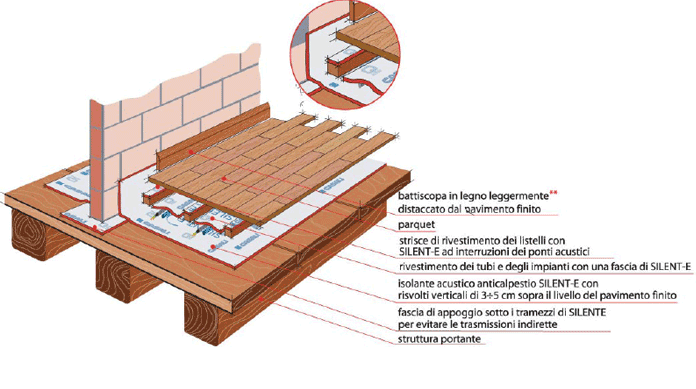 battiscopa in legno leggermente**
distaccato dal pavimento finito
parquet
strisce di rivestimento dei listelli con
SILENT-E ad interruzioni dei ponti acustici
rivestimento dei tubi e degli impianti con una fascia di SILENT-E
isolante acustico anticalpestio SILENT-E con
risvolti verticali di 3÷5 cm sopra il livello del pavimento finito
fascia di appoggio sotto i tramezzi di SILENTE
per evitare le trasmissioni indirette
struttura portante